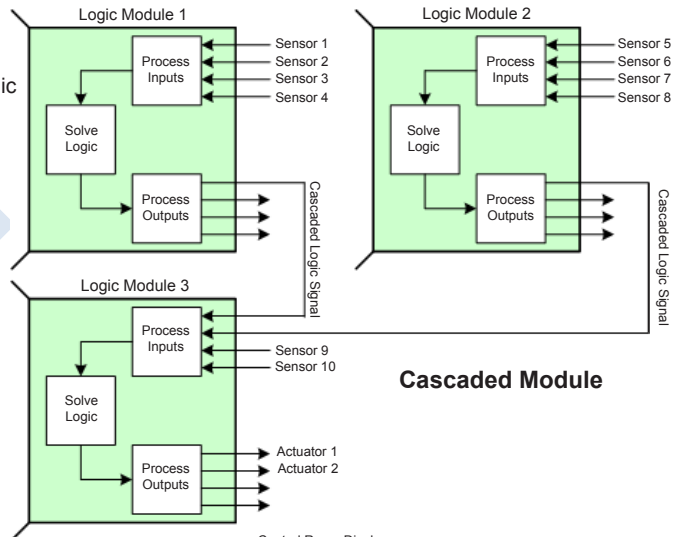 Logic Module 1
Process
Inputs
Sensor 1
Sensor 2
Sensor 3
Sensor 4
Solve
Logic
Process
Outputs
Cascaded Logic Signal
Logic Module 2
Process
Inputs
Sensor 5
Sensor 6
Sensor 7
Sensor 8
Solve
Logic
Process
Outputs
Cascaded Logic Signal
Logic Module 3
Process
Inputs
Sensor 9
Sensor 10
Solve
Logic
Process
Outputs
Actuator 1
Actuator 2
Cascaded Module